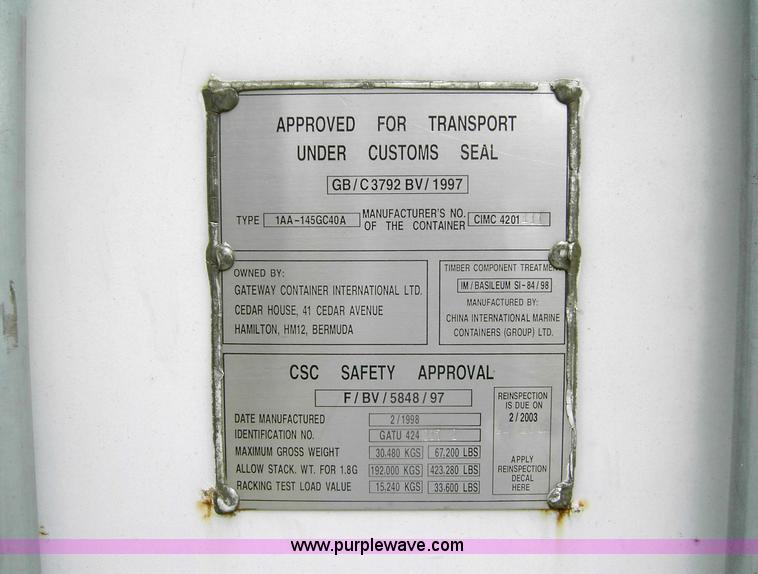 APPROVED FOR TRANSPORT
UNDER CUSTOMS SEAL
GB/C3792 BV/1997
TYPE 1AA-145GC40A MANUFACTURER'S NO. OF THE CONTAINER CIMC 4201
OWNED BY:
GATEWAY CONTAINER INTERNATIONAL LTD.
CEDAR HOUSE, 41 CEDAR AVENUE
HAMILTON, HM12, BERMUDA
TIMBER COMPONENT TREATMENT
IM/BASILEUM SI-84/98
MANUFACTURED BY:
CHINA INTERNATIONAL MARINE
CONTAINERS (GROUP) LTD.
CSC SAFETY APPROVAL
F/BV/5848/97
DATE MANUFACTURED 2/1998
IDENTIFICATION NO. GATU 424
MAXIMUM GROSS WEIGHT 30.480 KGS 67.200 LBS
ALLOW STACK. WT. FOR 1.8G 192.000 KGS 423.280 LBS
RACKING TEST LOAD VALUE 15.240 KGS 33.600 LBS
REINSPECTION
IS DUE ON
2/2003
APPLY
REINSPECTION
DECAL
HERE
www.purplewave.com